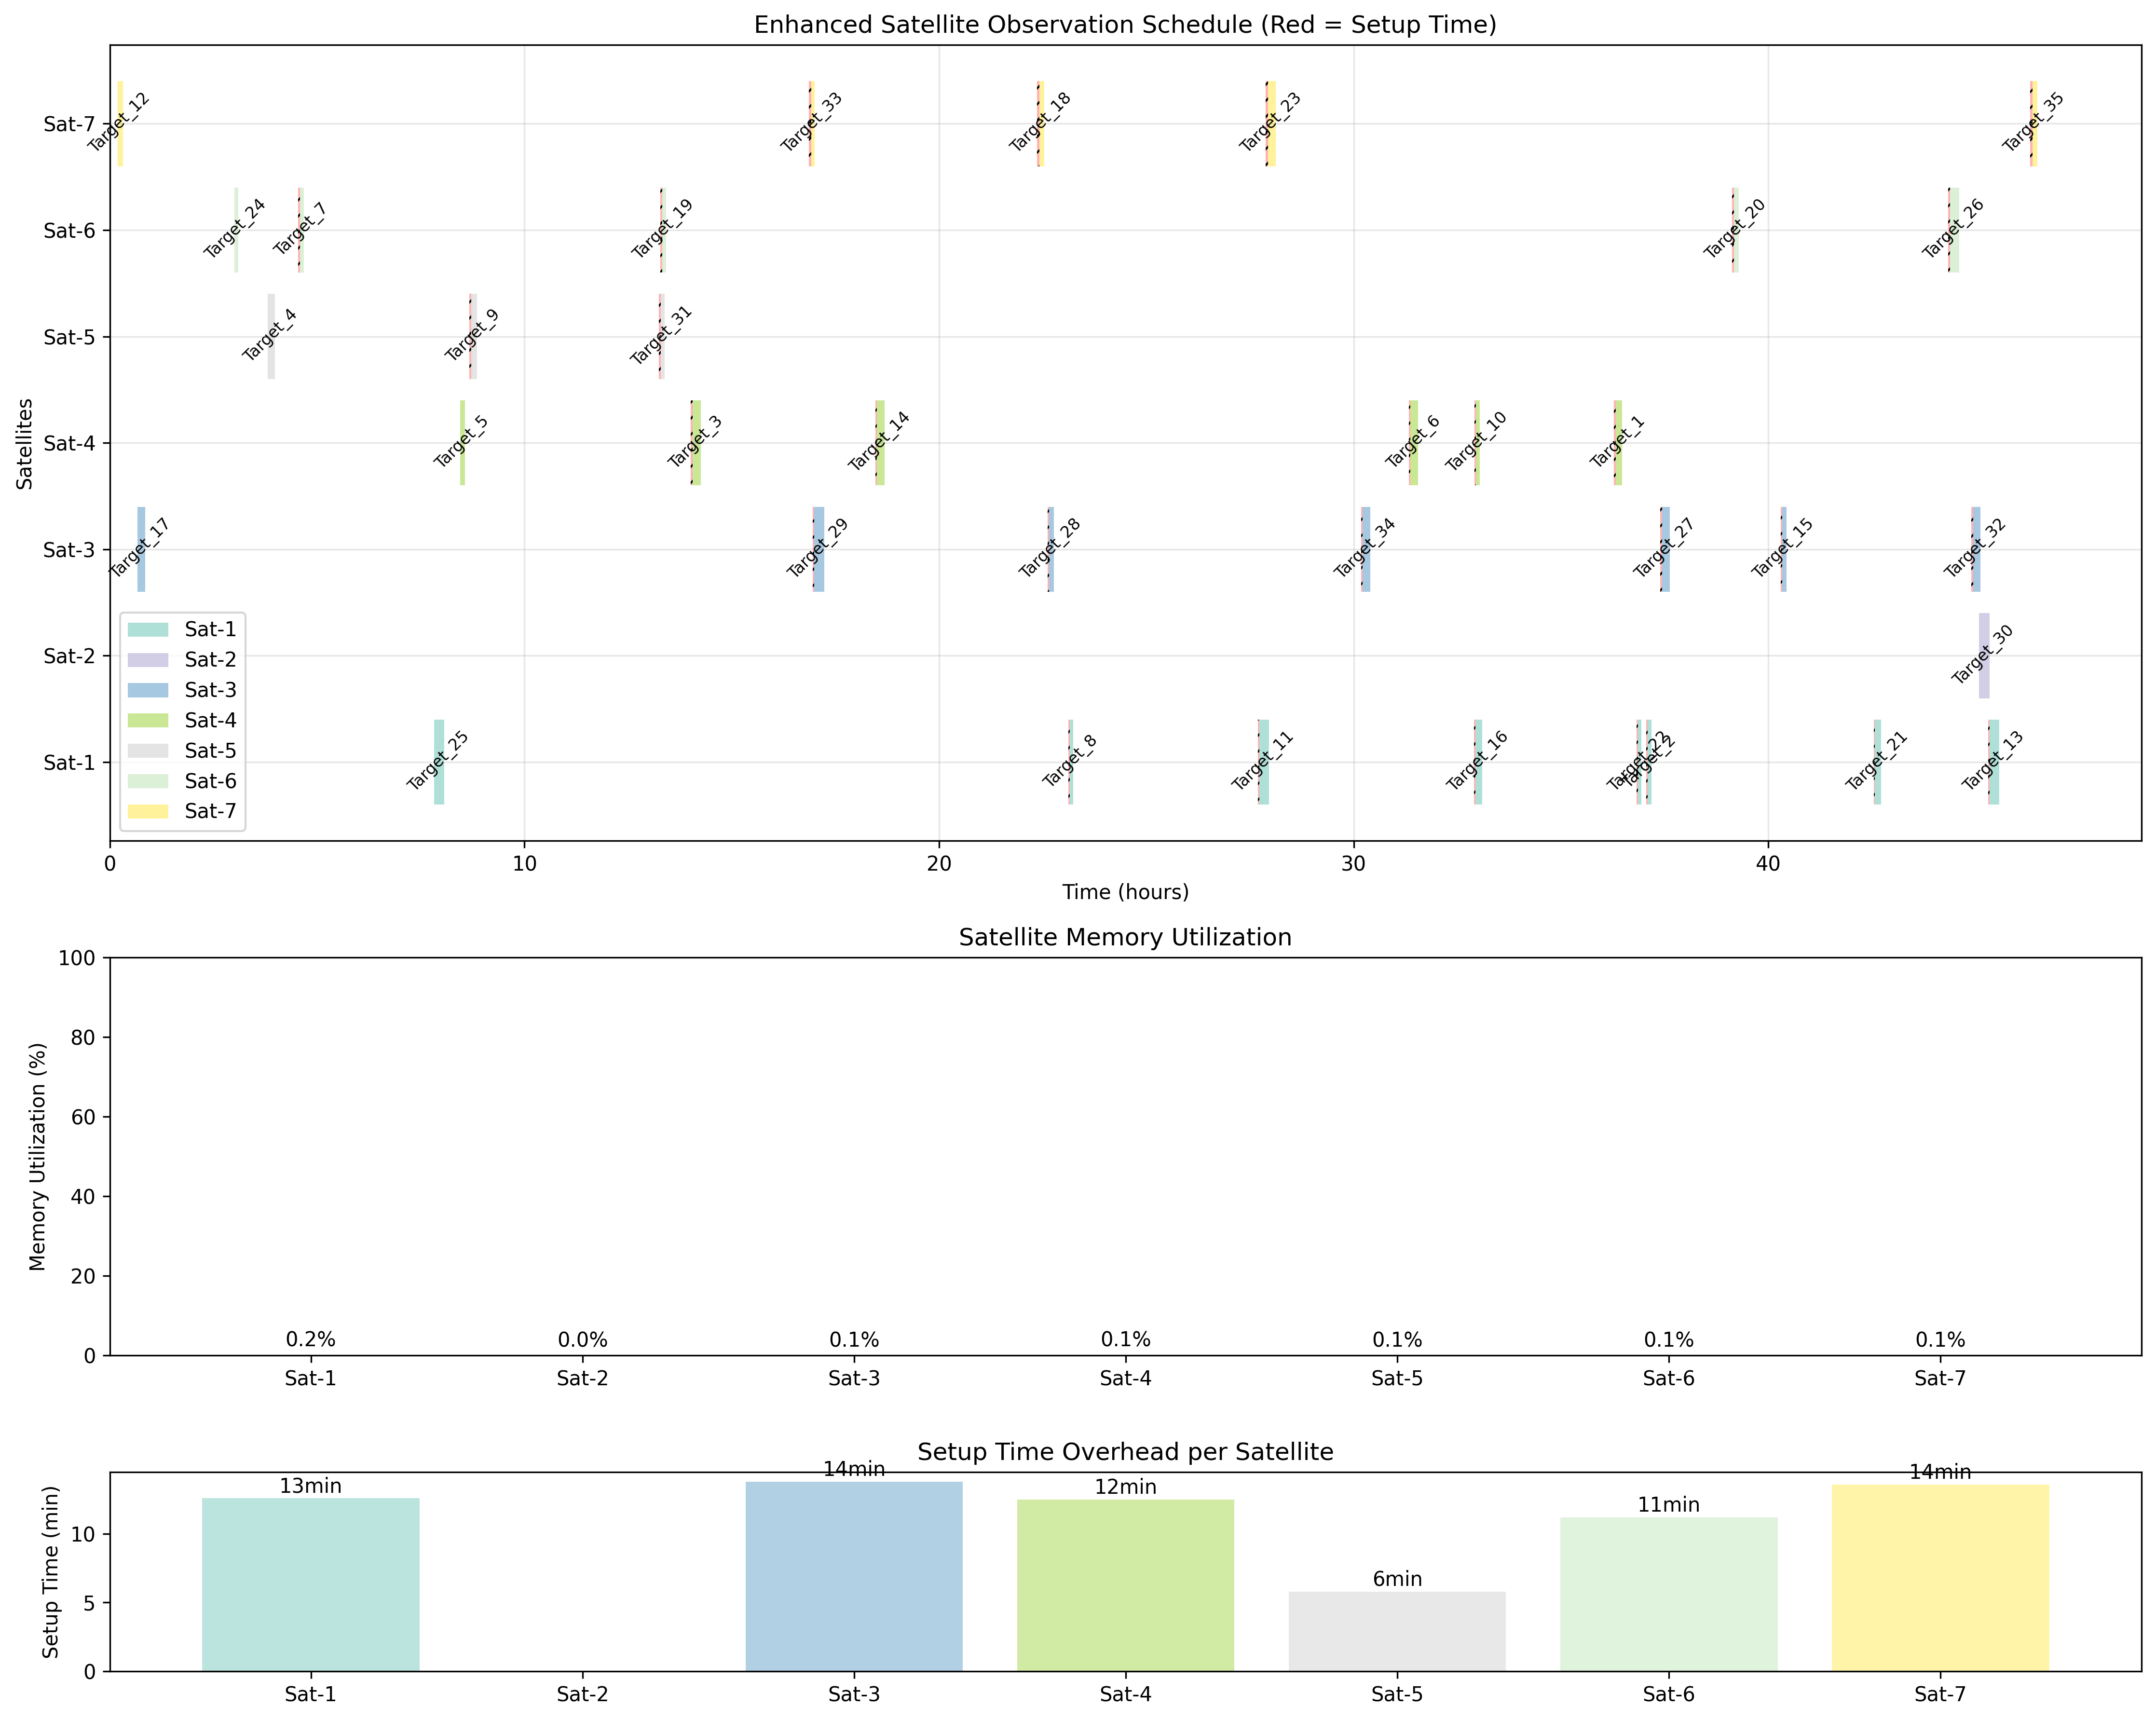 Enhanced Satellite Observation Schedule (Red = Setup Time)
Satellites
Sat-7
Target_12
Target_33
Target_18
Target_23
Target_35
Sat-6
Target_24
Target_7
Target_19
Target_20
Target_26
Sat-5
Target_4
Target_9
Target_31
Sat-4
Target_5
Target_3
Target_14
Target_6
Target_10
Target_1
Sat-3
Target_17
Target_29
Target_28
Target_34
Target_27
Target_15
Target_32
Sat-2
Target_30
Sat-1
Target_25
Target_8
Target_11
Target_16
Target_22
Target_2
Target_21
Target_13
Sat-1
Sat-2
Sat-3
Sat-4
Sat-5
Sat-6
Sat-7
0 10 20 30 40
Time (hours)
Satellite Memory Utilization
Memory Utilization (%)
100
80
60
40
20
0
0.2% 0.0% 0.1% 0.1% 0.1% 0.1% 0.1%
Sat-1 Sat-2 Sat-3 Sat-4 Sat-5 Sat-6 Sat-7
Setup Time Overhead per Satellite
Setup Time (min)
10
5
0
13min 14min 12min 6min 11min 14min
Sat-1 Sat-2 Sat-3 Sat-4 Sat-5 Sat-6 Sat-7